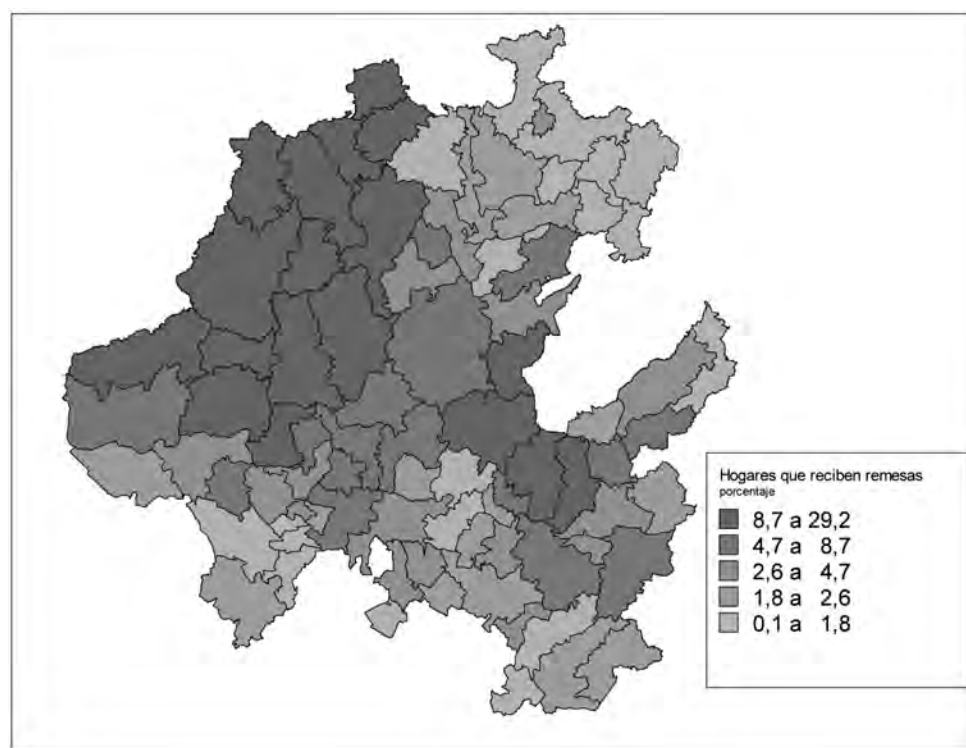 Hogares que reciben remesas
porcentaje
8,7 a 29,2
4,7 a 8,7
2,6 a 4,7
1,8 a 2,6
0,1 a 1,8